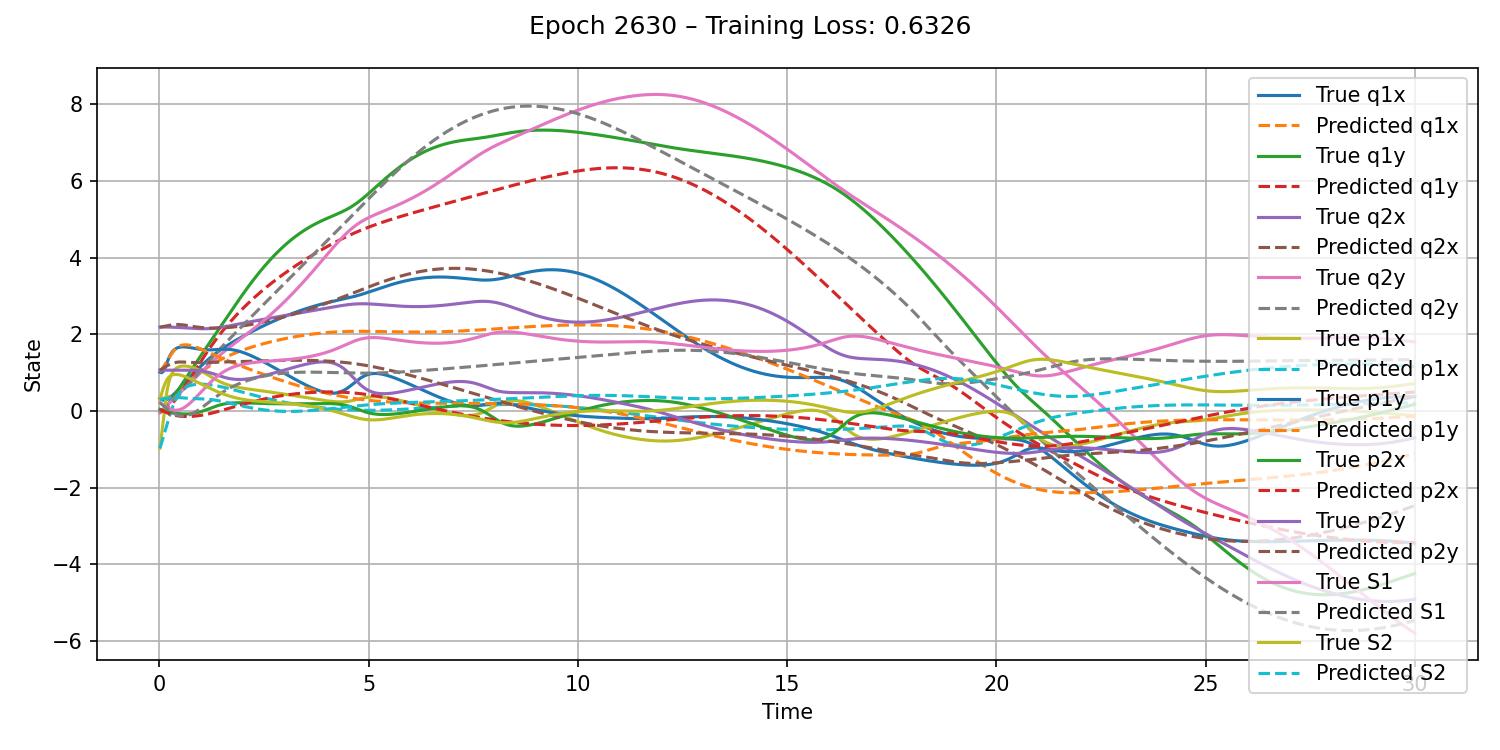 Epoch 2630 – Training Loss: 0.6326
State
8
6
4
2
0
−2
−4
−6
0
5
10
15
20
25
30
Time
True q1x
Predicted q1x
True q1y
Predicted q1y
True q2x
Predicted q2x
True q2y
Predicted q2y
True p1x
Predicted p1x
True p1y
Predicted p1y
True p2x
Predicted p2x
True p2y
Predicted p2y
True S1
Predicted S1
True S2
Predicted S2